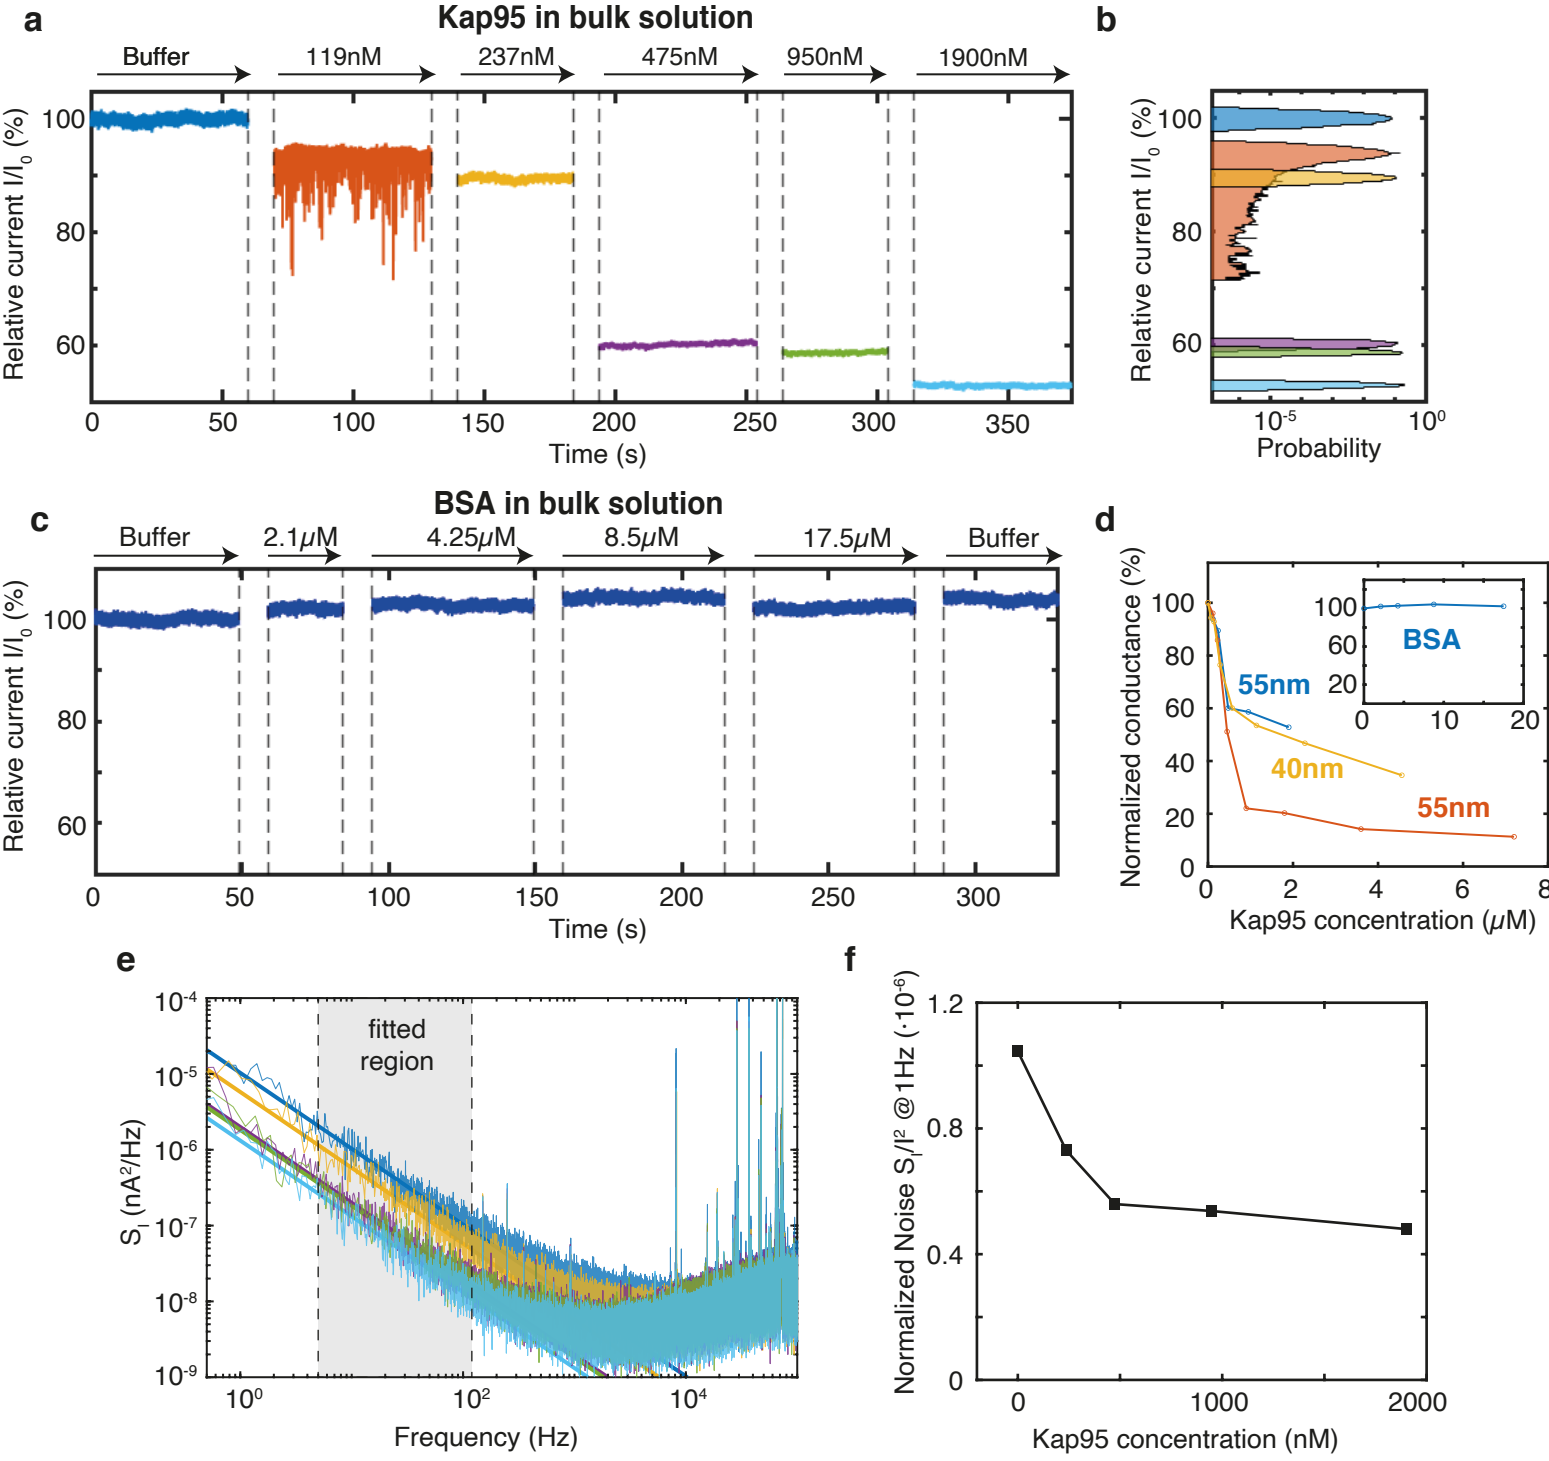 a
Kap95 in bulk solution
Buffer
119nM
237nM
475nM
950nM
1900nM
Relative current I/I0 (%)
100
80
60
0
50
100
150
200
250
300
350
Time (s)
b
Relative current I/I0 (%)
100
80
60
10-5
100
Probability
c
BSA in bulk solution
Buffer
2.1µM
4.25µM
8.5µM
17.5µM
Buffer
Relative current I/I0 (%)
100
80
60
0
50
100
150
200
250
300
Time (s)
d
Normalized conductance (%)
100
80
60
40
20
0
0
2
4
6
8
Kap95 concentration (µM)
55nm
40nm
55nm
100
60
20
0
10
20
BSA
e
SI (nA2/Hz)
10-4
10-5
10-6
10-7
10-8
10-9
fitted
region
100
102
104
Frequency (Hz)
f
Normalized Noise SI/I2 @1Hz (·10-6)
1.2
0.8
0.4
0
0
1000
2000
Kap95 concentration (nM)